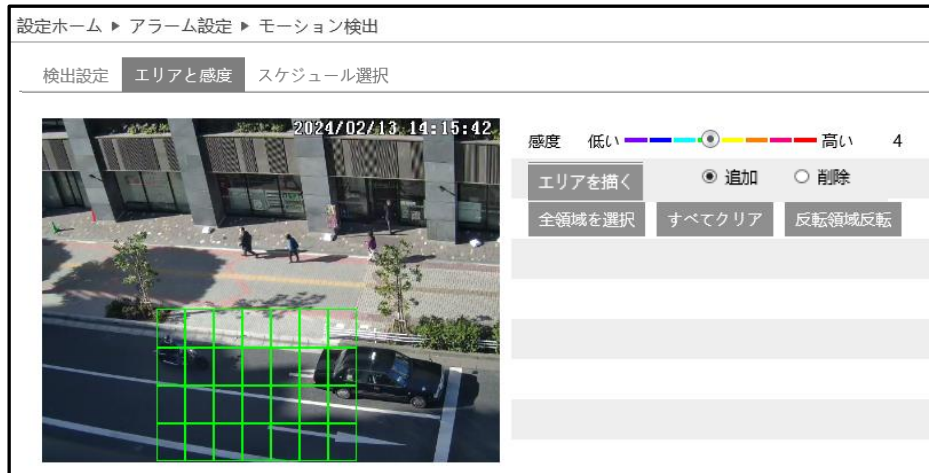 設定ホーム ▶ アラーム設定 ▶ モーション検出
検出設定 エリアと感度 スケジュール選択
2024/02/13 14:15:42
感度 低い 高い 4
エリアを描く 追加 削除
全領域を選択 すべてクリア 反転領域反転